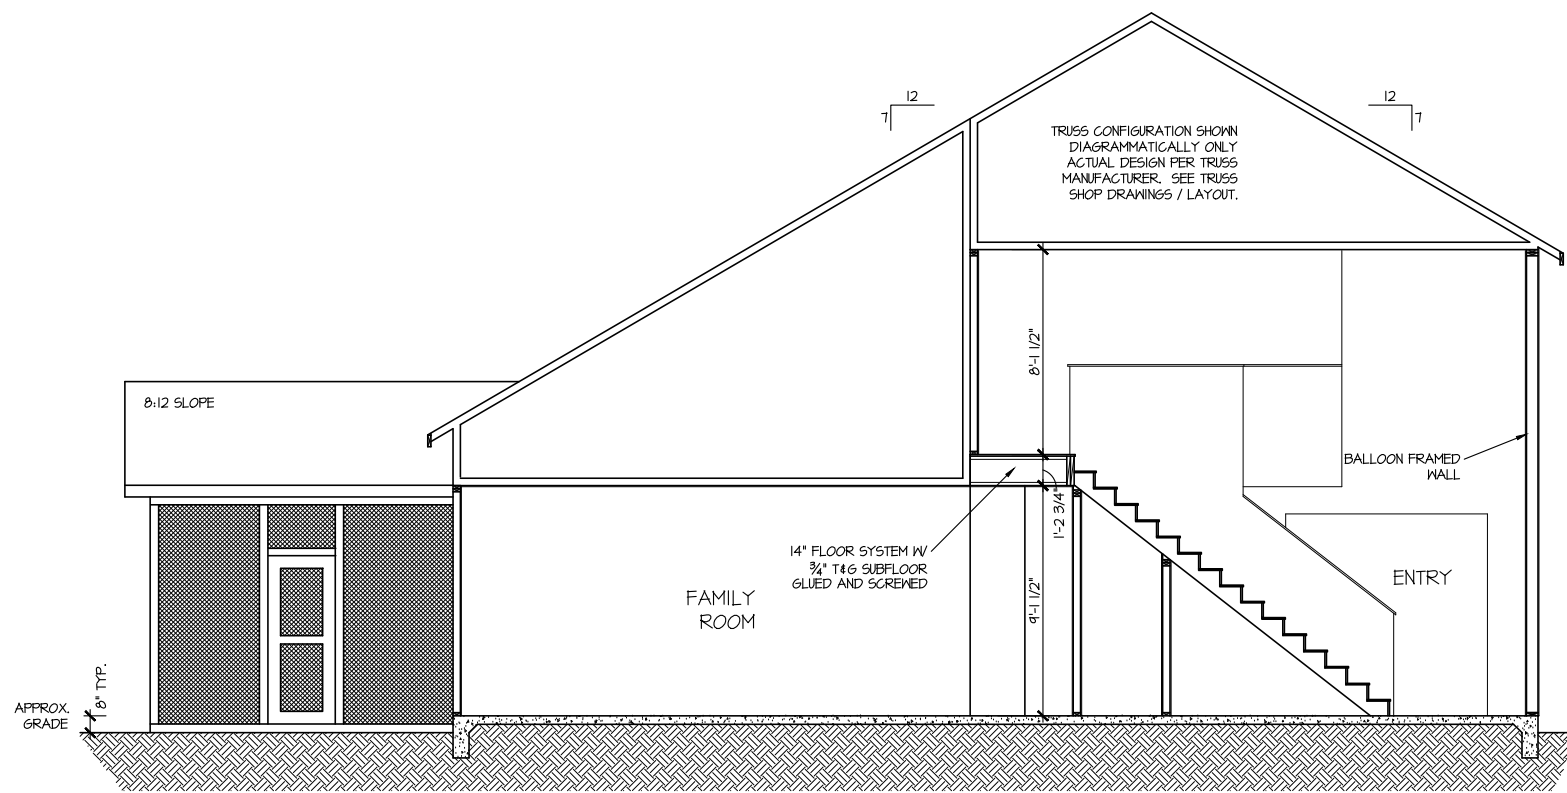 12
7
12
7
TRUSS CONFIGURATION SHOWN
DIAGRAMMATICALLY ONLY
ACTUAL DESIGN PER TRUSS
MANUFACTURER. SEE TRUSS
SHOP DRAWINGS / LAYOUT.
8'-1 1/2"
8:12 SLOPE
BALLOON FRAMED
WALL
1'-2 3/4"
14" FLOOR SYSTEM W/
3/4" T&G SUBFLOOR
GLUED AND SCREWED
9'-1 1/2"
FAMILY
ROOM
ENTRY
8" TYP.
APPROX.
GRADE